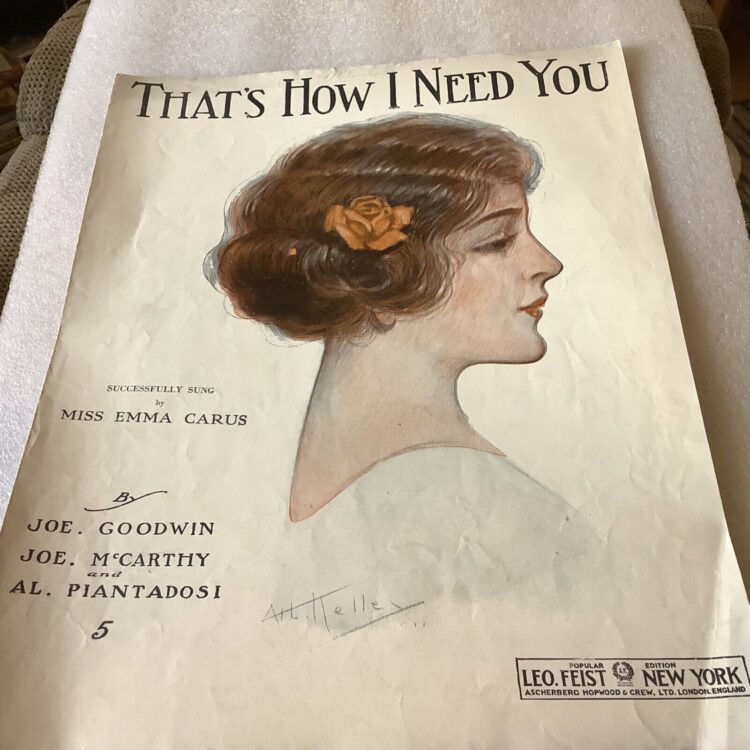 THAT'S HOW I NEED YOU
SUCCESSFULLY SUNG
by
MISS EMMA CARUS
By
JOE. GOODWIN
JOE. McCARTHY
and
AL. PIANTADOSI
5
Kelley
POPULAR EDITION
LEO. FEIST NEW YORK
ASCHERBERG HOPWOOD & CREW, LTD. LONDON, ENGLAND